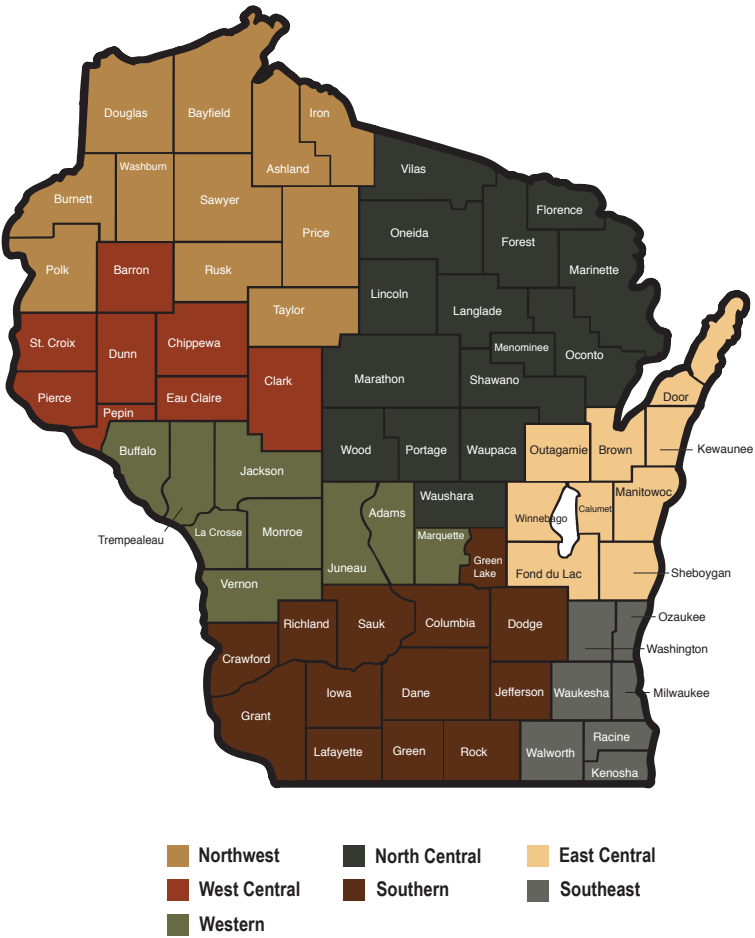 Douglas
Bayfield
Iron
Ashland
Washburn
Vilas
Burnett
Sawyer
Florence
Price
Oneida
Forest
Polk
Barron
Rusk
Marinette
Lincoln
Taylor
Langlade
St. Croix
Chippewa
Dunn
Menominee
Oconto
Clark
Marathon
Shawano
Pierce
Eau Claire
Door
Pepin
Buffalo
Wood
Portage
Waupaca
Outagamie
Brown
Kewaunee
Jackson
Waushara
Manitowoc
Adams
Winnebago
Calumet
Trempealeau
La Crosse
Monroe
Marquette
Juneau
Green
Lake
Fond du Lac
Sheboygan
Vernon
Richland
Sauk
Columbia
Dodge
Ozaukee
Washington
Crawford
Iowa
Dane
Jefferson
Waukesha
Milwaukee
Grant
Lafayette
Green
Rock
Walworth
Racine
Kenosha
Northwest
North Central
East Central
West Central
Southern
Southeast
Western